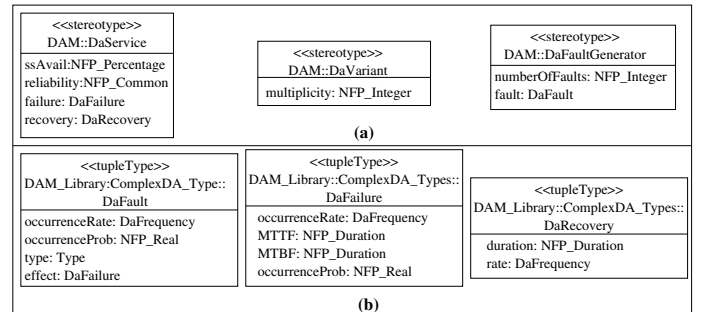 <<stereotype>>
DAM::DaService
ssAvail:NFP_Percentage
reliability:NFP_Common
failure: DaFailure
recovery: DaRecovery
<<stereotype>>
DAM::DaVariant
multiplicity: NFP_Integer
<<stereotype>>
DAM::DaFaultGenerator
numberOfFaults: NFP_Integer
fault: DaFault
(a)
<<tupleType>>
DAM_Library:ComplexDA_Type::
DaFault
occurrenceRate: DaFrequency
occurrenceProb: NFP_Real
type: Type
effect: DaFailure
<<tupleType>>
DAM_Library::ComplexDA_Types::
DaFailure
occurrenceRate: DaFrequency
MTTF: NFP_Duration
MTBF: NFP_Duration
occurrenceProb: NFP_Real
<<tupleType>>
DAM_Library::ComplexDA_Types::
DaRecovery
duration: NFP_Duration
rate: DaFrequency
(b)